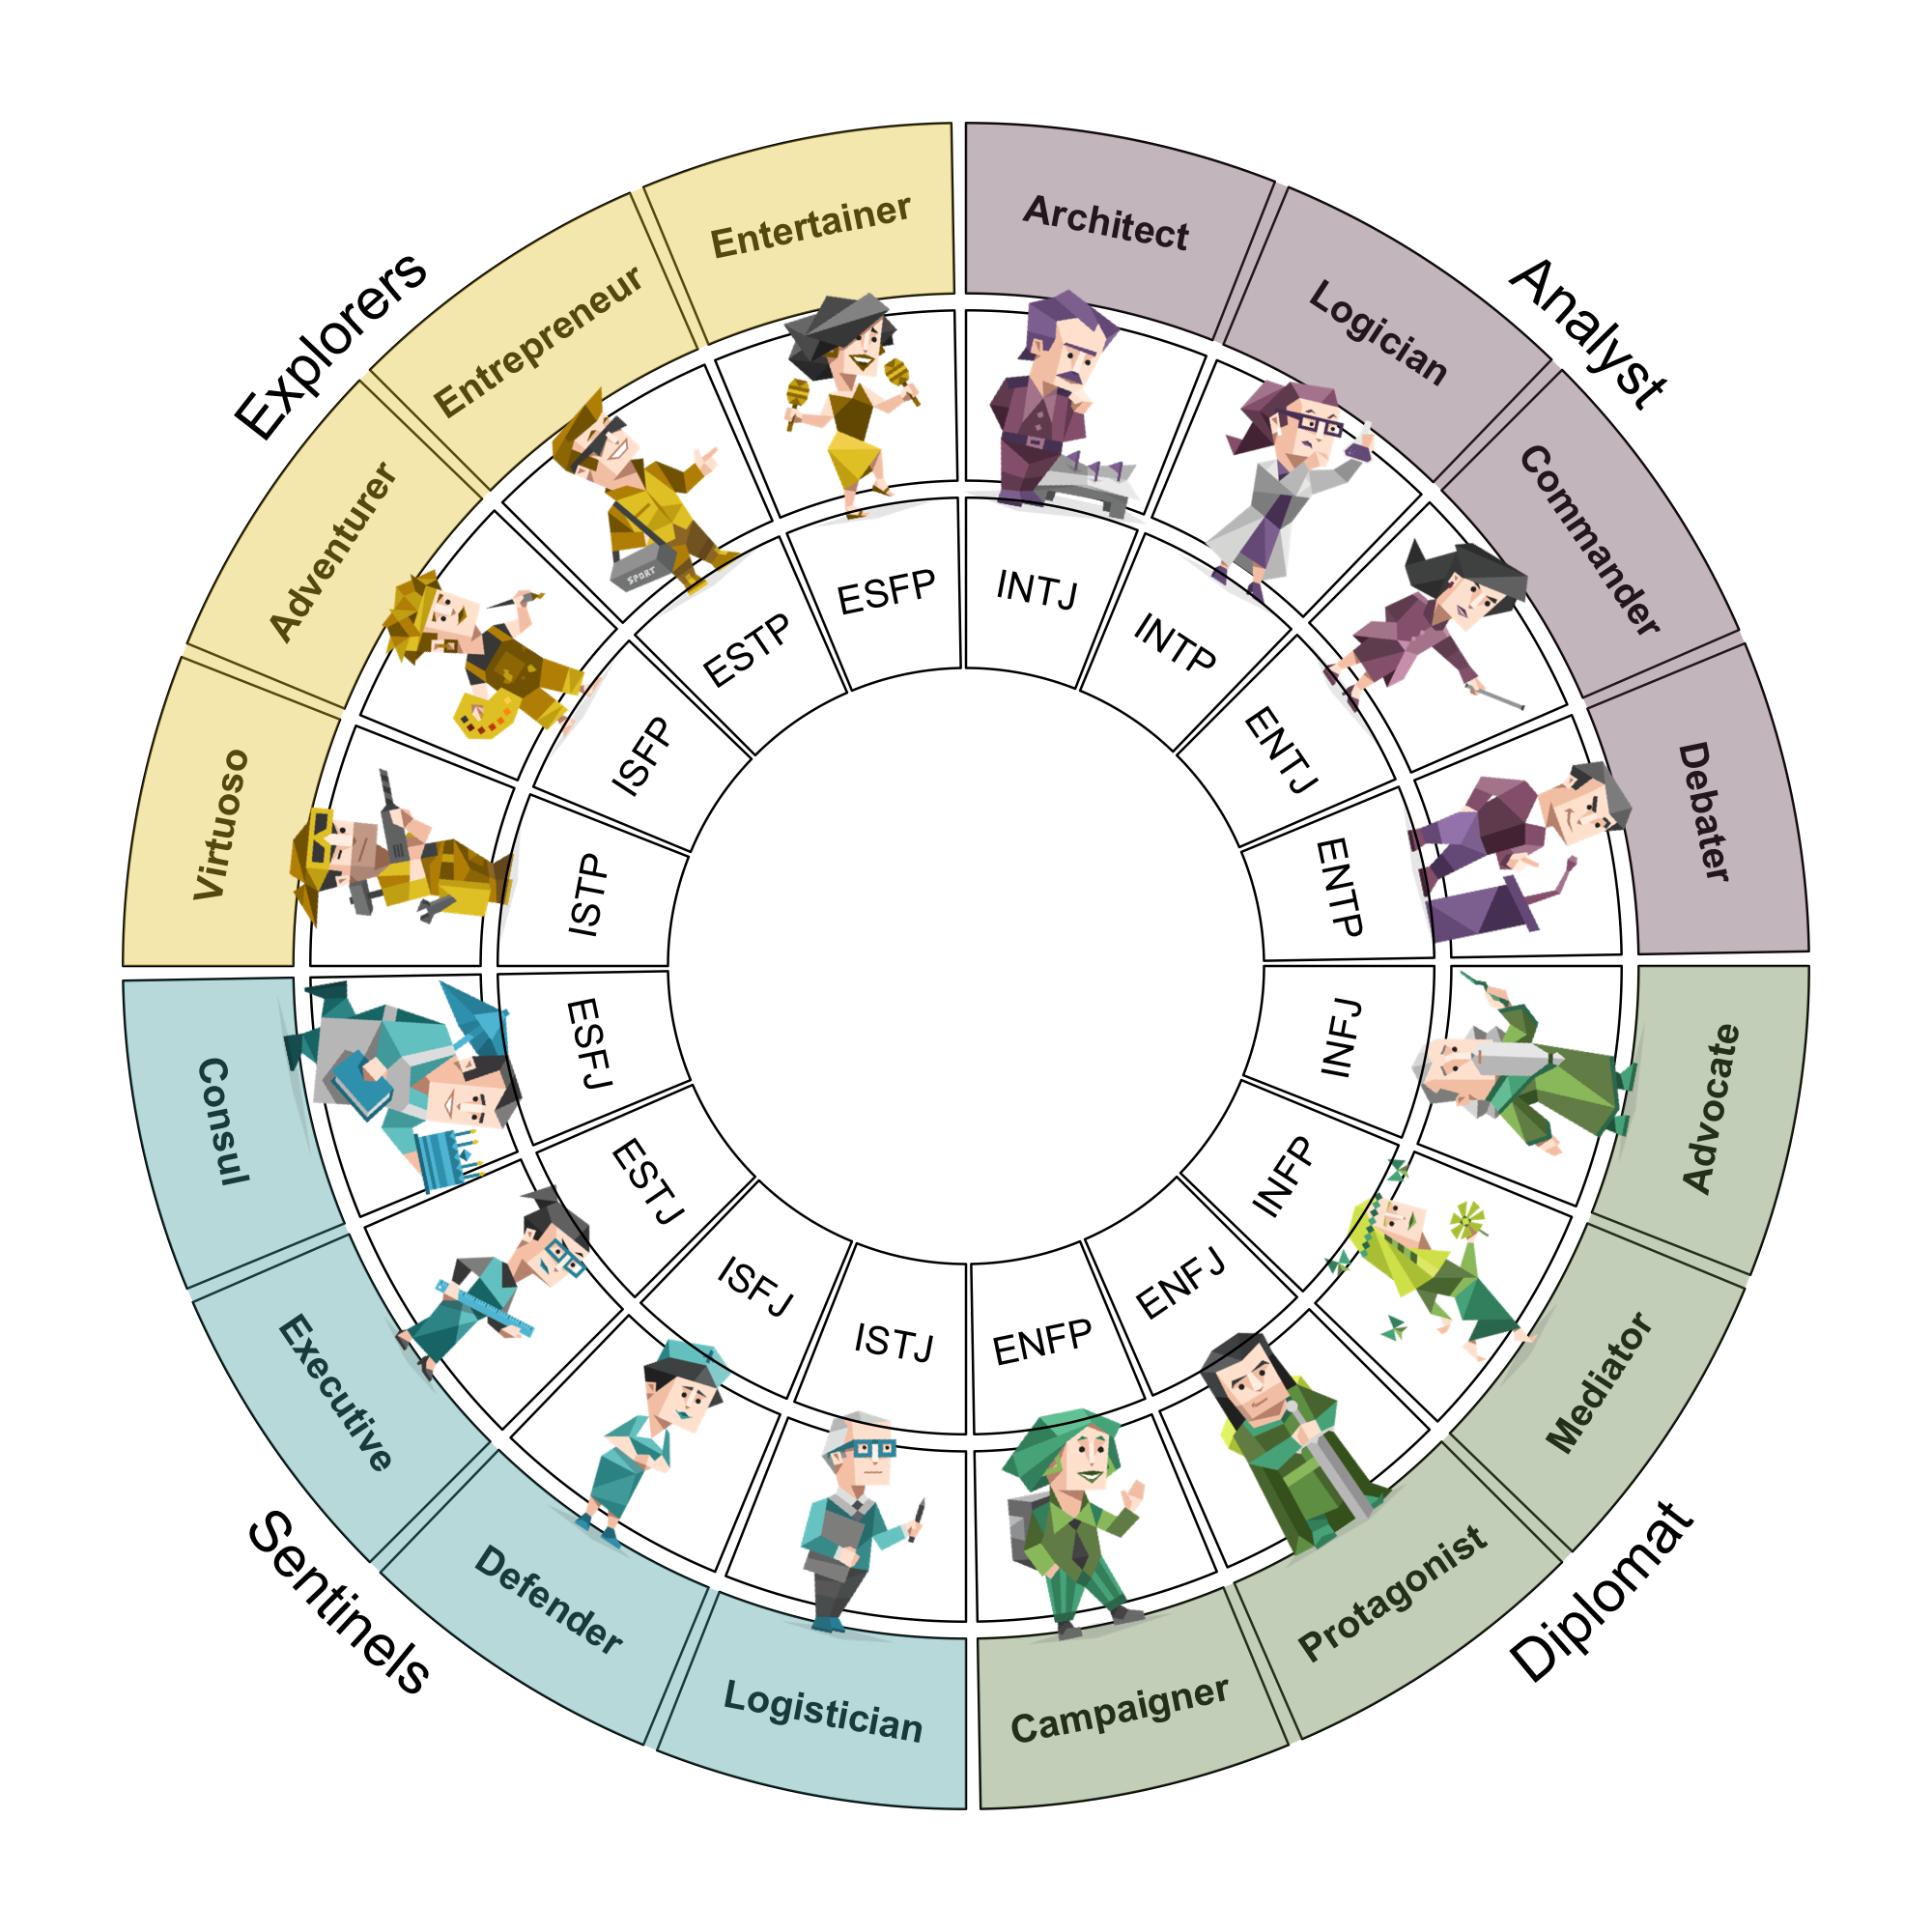 Analyst
Architect
Logician
Commander
Debater
Diplomat
Advocate
Mediator
Protagonist
Campaigner
Sentinels
Logistician
Defender
Executive
Consul
Explorers
Virtuoso
Adventurer
Entrepreneur
Entertainer
SPORT
INTJ
INTP
ENTJ
ENTP
INFJ
INFP
ENFJ
ENFP
ISTJ
ISFJ
ESTJ
ESFJ
ISTP
ISFP
ESTP
ESFP